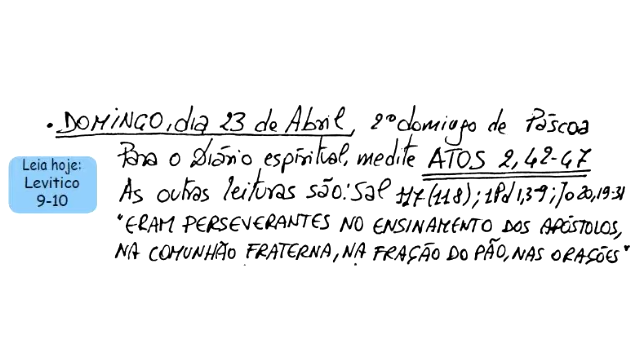 • DOMINGO, dia 23 de Abril, 2º domingo de Páscoa
Para o Diário espiritual, medite ATOS 2,42-47
Leia hoje:
Levítico
9-10
As outras leituras são: Sal 117 (118); 1Pd 1,3-9; Jo 20,19-31
"ERAM PERSEVERANTES NO ENSINAMENTO DOS APÓSTOLOS,
NA COMUNHÃO FRATERNA, NA FRAÇÃO DO PÃO, NAS ORAÇÕES"